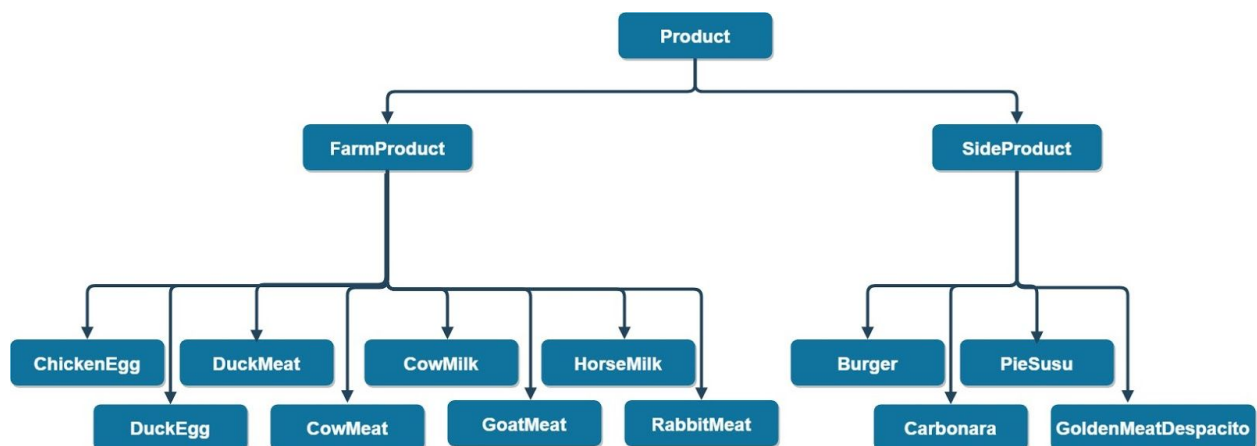 Product
FarmProduct
SideProduct
ChickenEgg
DuckMeat
CowMilk
HorseMilk
Burger
PieSusu
DuckEgg
CowMeat
GoatMeat
RabbitMeat
Carbonara
GoldenMeatDespacito